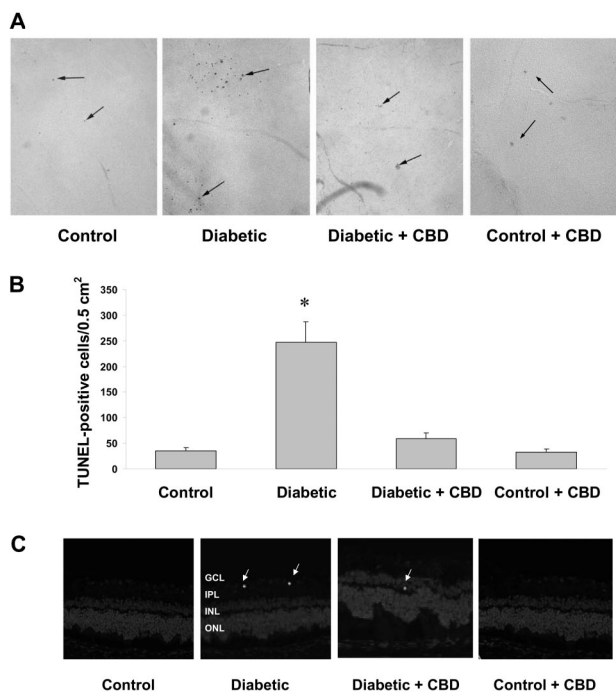 A
Control Diabetic Diabetic + CBD Control + CBD
B
TUNEL-positive cells/0.5 cm²
350
300
250
200
150
100
50
0
*
Control Diabetic Diabetic + CBD Control + CBD
C
GCL
IPL
INL
ONL
Control Diabetic Diabetic + CBD Control + CBD